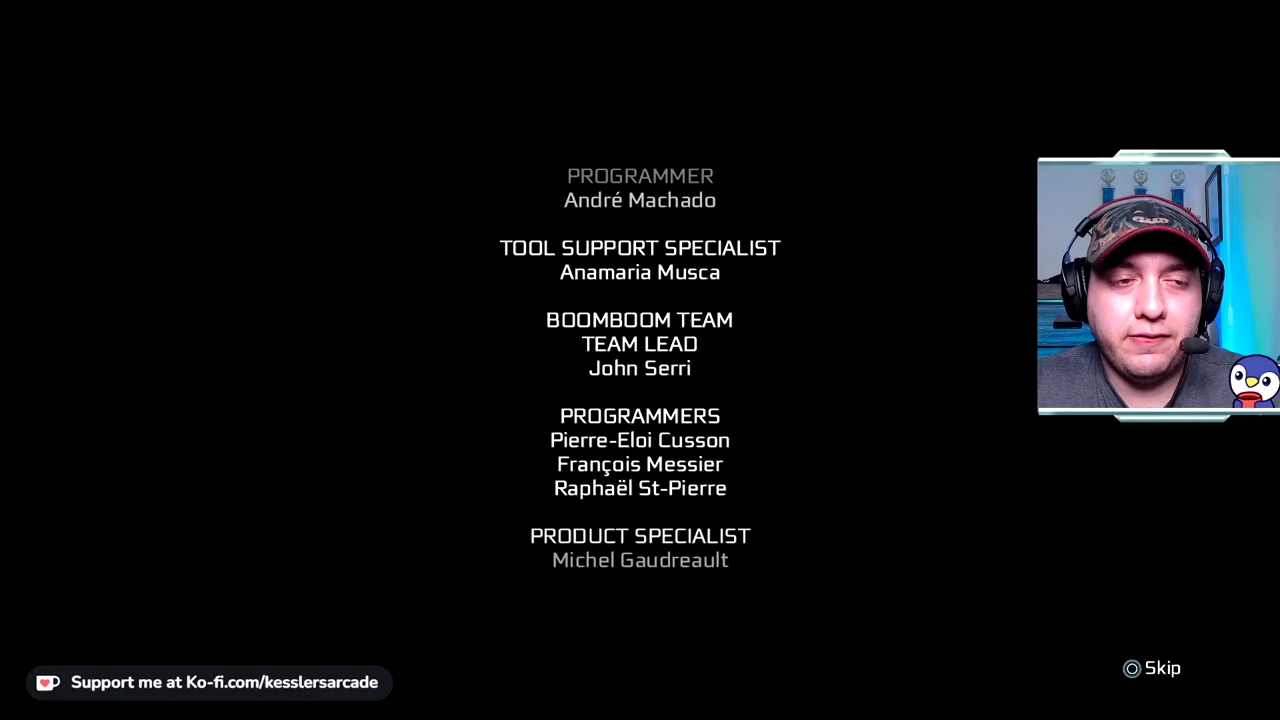 PROGRAMMER
André Machado
TOOL SUPPORT SPECIALIST
Anamaria Musca
BOOMBOOM TEAM
TEAM LEAD
John Serri
PROGRAMMERS
Pierre-Eloi Cusson
François Messier
Raphaël St-Pierre
PRODUCT SPECIALIST
Michel Gaudreault
Support me at Ko-fi.com/kesslersarcade
Skip